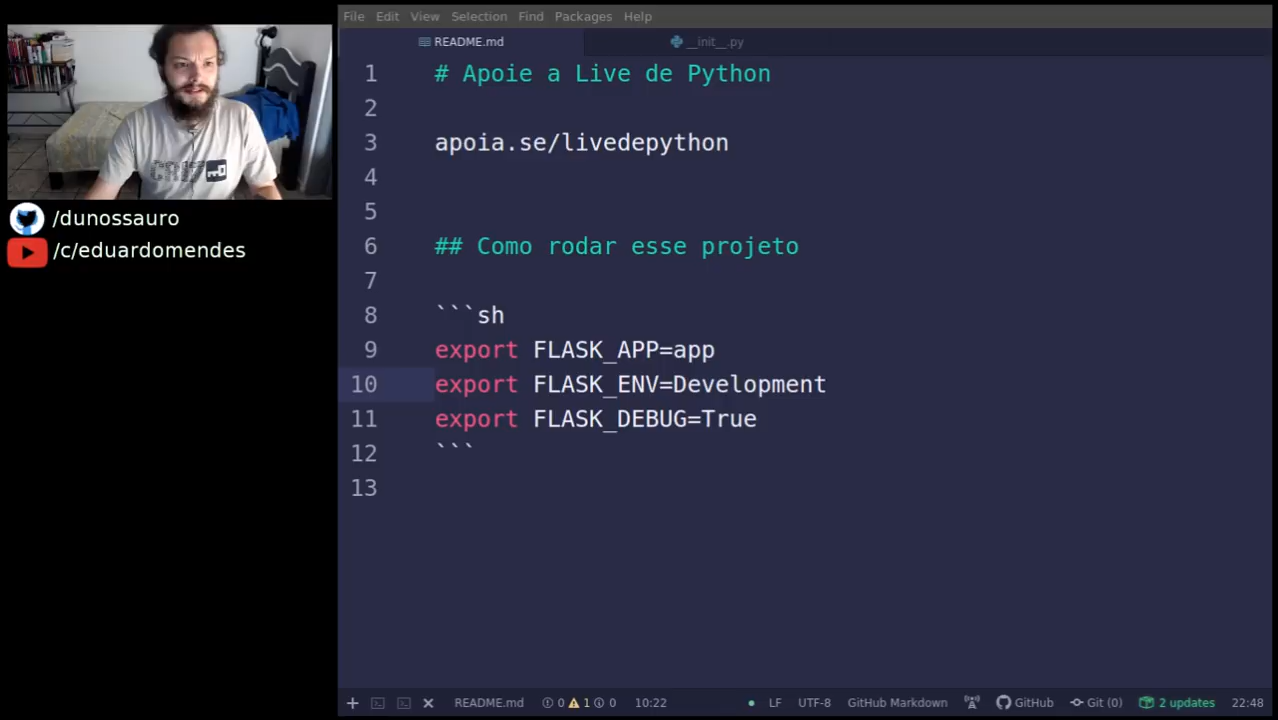 File Edit View Selection Find Packages Help
README.md __init__.py
1 # Apoie a Live de Python
2
3 apoia.se/livedepython
4
5
6 ## Como rodar esse projeto
7
8 ```sh
9 export FLASK_APP=app
10 export FLASK_ENV=Development
11 export FLASK_DEBUG=True
12 ```
13
/dunossauro
/c/eduardomendes
README.md 0 1 0 10:22 LF UTF-8 GitHub Markdown GitHub Git (0) 2 updates 22:48